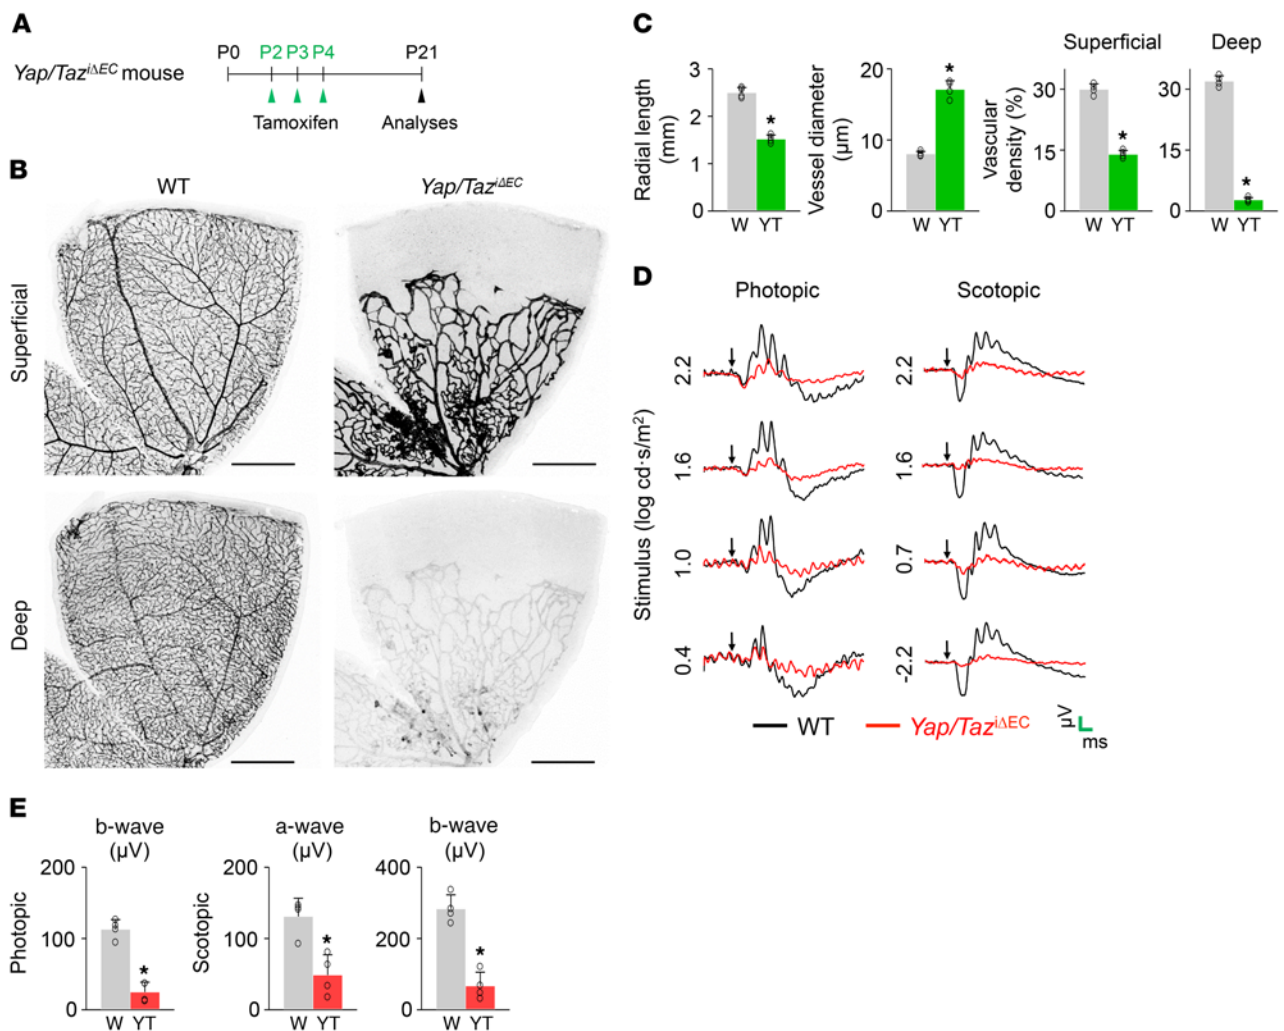 A
P0 P2 P3 P4 P21
Yap/Taz^iΔEC mouse
Tamoxifen Analyses
B
WT Yap/Taz^iΔEC
Superficial
Deep
C
Superficial Deep
Radial length
(mm)
3
2
1
0
*
W YT
Vessel diameter
(μm)
20
10
0
*
W YT
Vascular
density (%)
30
15
0
*
W YT
30
15
0
*
W YT
D
Photopic Scotopic
Stimulus (log cd·s/m²)
2.2 2.2
1.6 1.6
1.0 0.7
0.4 -2.2
WT Yap/Taz^iΔEC
μV
ms
E
b-wave
(μV)
Photopic
200
100
0
*
W YT
a-wave
(μV)
Scotopic
200
100
0
*
W YT
b-wave
(μV)
400
200
0
*
W YT